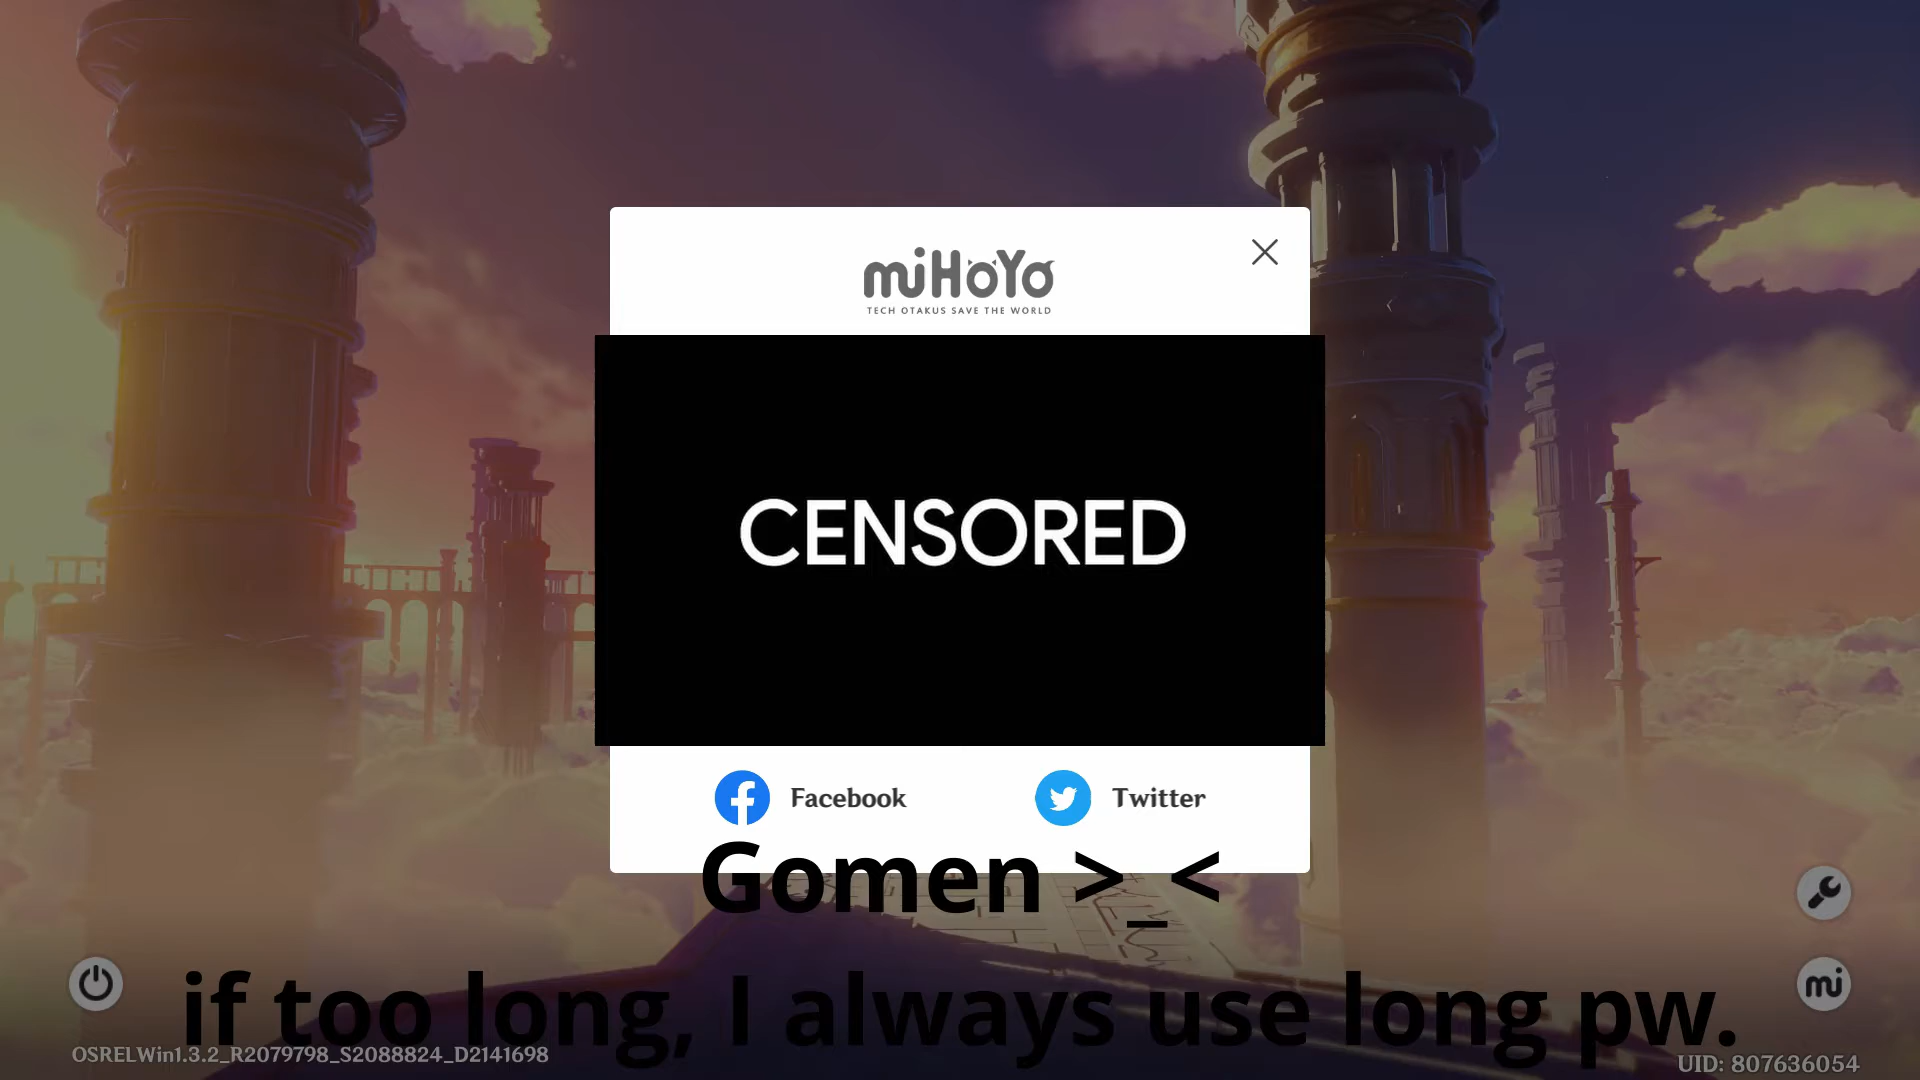 miHoYo
TECH OTAKUS SAVE THE WORLD
CENSORED
Facebook
Twitter
Gomen >_<
if too long, I always use long pw.
mi
OSRELWin1.3.2_R2079798_S2088824_D2141698
UID: 807636054